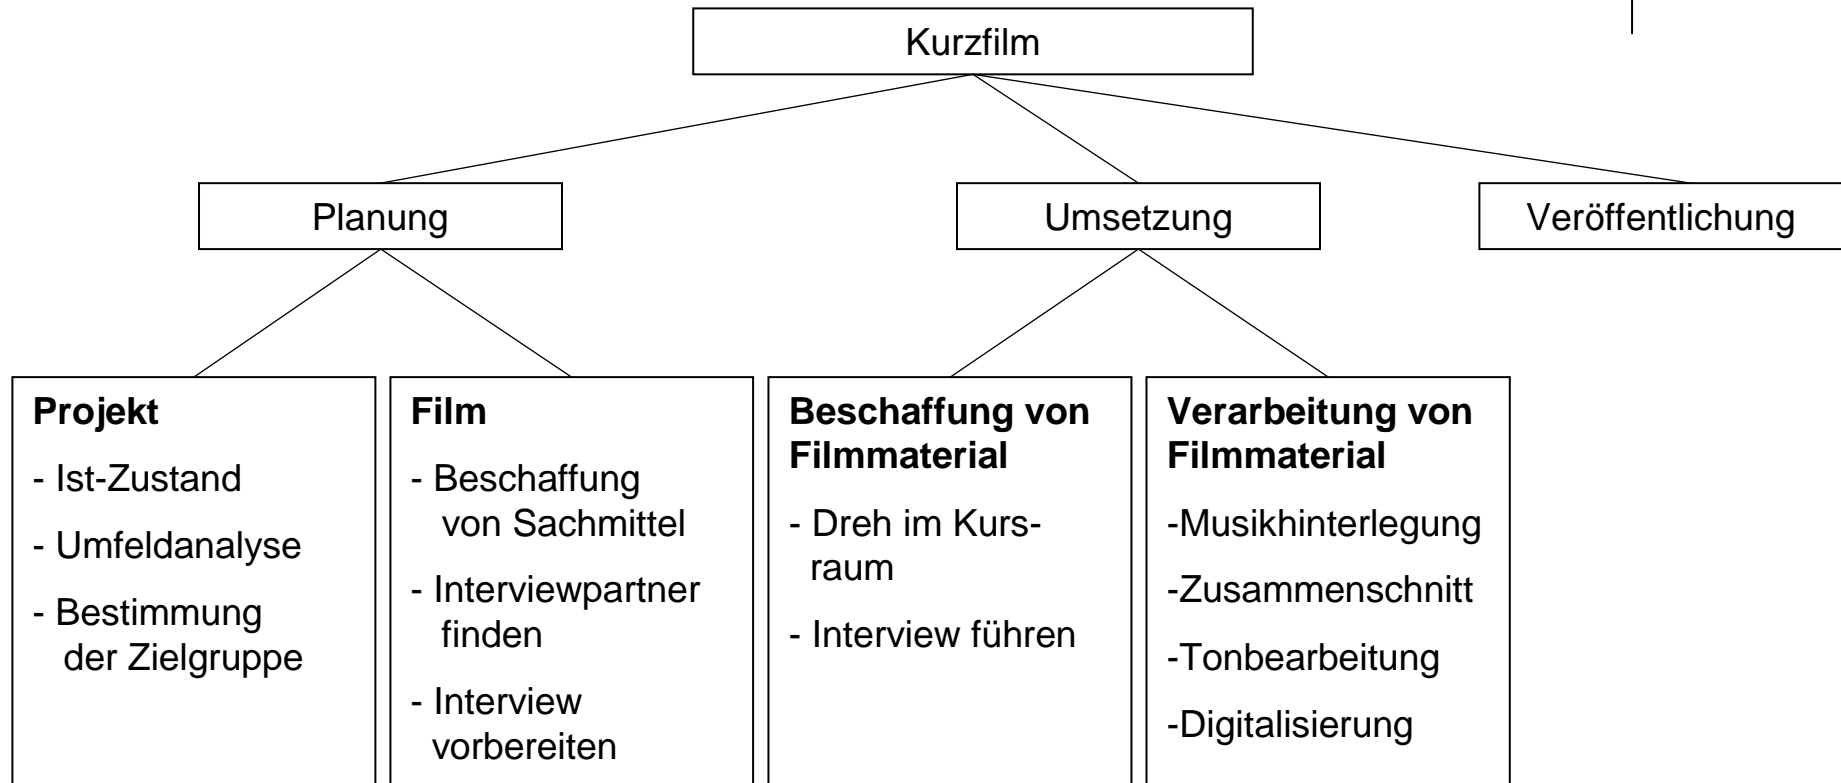 Kurzfilm
Planung
Umsetzung
Veröffentlichung
Projekt
- Ist-Zustand
- Umfeldanalyse
- Bestimmung
der Zielgruppe
Film
- Beschaffung
von Sachmittel
- Interviewpartner
finden
- Interview
vorbereiten
Beschaffung von
Filmmaterial
- Dreh im Kurs-
raum
- Interview führen
Verarbeitung von
Filmmaterial
-Musikhinterlegung
-Zusammenschnitt
-Tonbearbeitung
-Digitalisierung